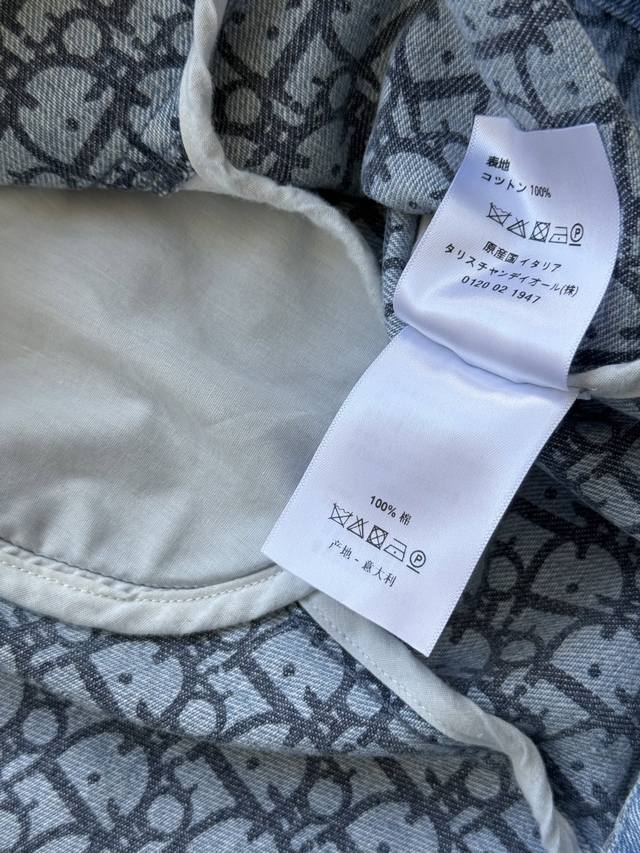 表地
コットン 100%
原産国イタリア
タリスチャンディオール(株)
0120 02 1947
100% 棉
产地 - 意大利